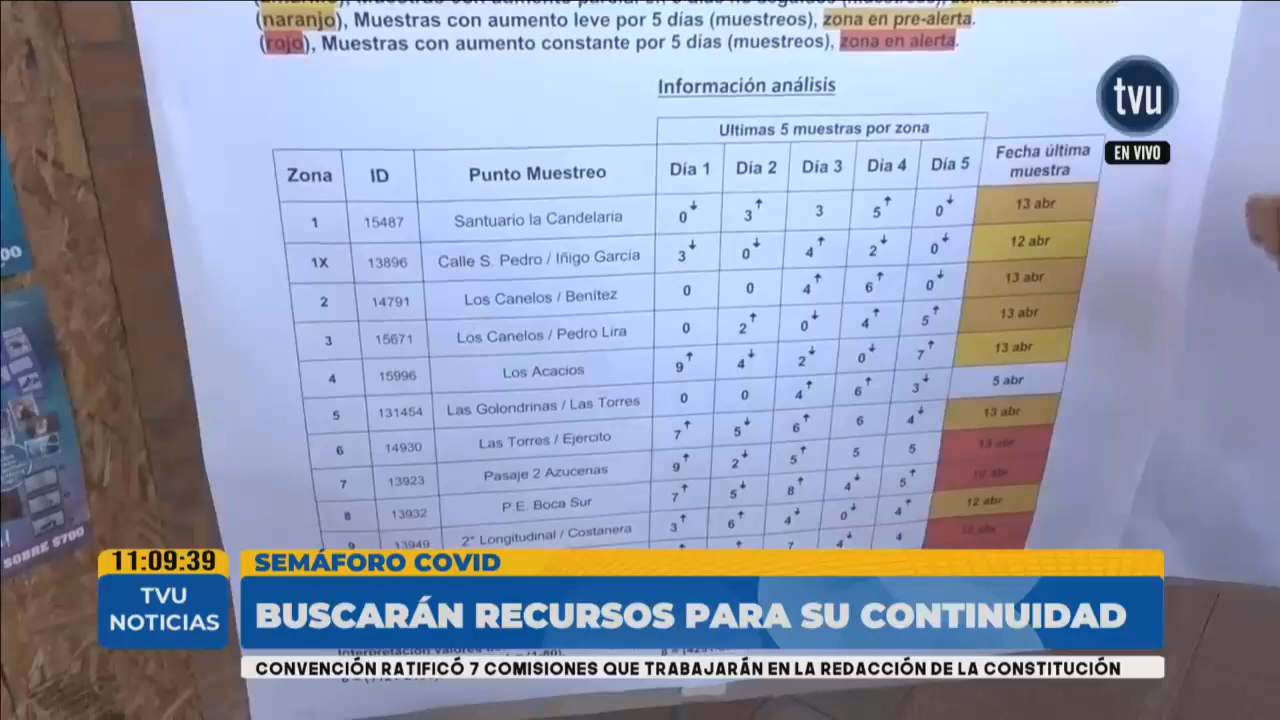 (naranjo), Muestras con aumento leve por 5 días (muestreos), zona en pre-alerta.
(rojo), Muestras con aumento constante por 5 días (muestreos), zona en alerta.
tvu
EN VIVO
Información análisis
Ultimas 5 muestras por zona
Zona ID Punto Muestreo Día 1 Día 2 Día 3 Día 4 Día 5 Fecha última muestra
1 15487 Santuario la Candelaria 0↓ 3↑ 3 5↑ 0↓ 13 abr
1X 13896 Calle S. Pedro / Iñigo García 3↓ 0↓ 4↑ 2↓ 0↓ 12 abr
2 14791 Los Canelos / Benítez 0 0 4↑ 6↑ 0↓ 13 abr
3 15671 Los Canelos / Pedro Lira 0 2↑ 0↓ 4↑ 5↑ 13 abr
4 15996 Los Acacios 9↑ 4↓ 2↓ 0↓ 7↑ 13 abr
5 131454 Las Golondrinas / Las Torres 0 0 4↑ 6↑ 3↓ 5 abr
6 14930 Las Torres / Ejercito 7↑ 5↓ 6↑ 6 4↓ 13 abr
7 13923 Pasaje 2 Azucenas 9↑ 2↓ 5↑ 5 5 13 abr
8 13932 P.E. Boca Sur 7↑ 5↓ 8↑ 4↓ 5↑
9 13949 2° Longitudinal / Costanera 3↑ 6↑ 4↓ 0↓ 4↑ 12 abr
7 4↓ 4
SOBRE $700
11:09:39
TVU
NOTICIAS
SEMÁFORO COVID
BUSCARÁN RECURSOS PARA SU CONTINUIDAD
CONVENCIÓN RATIFICÓ 7 COMISIONES QUE TRABAJARÁN EN LA REDACCIÓN DE LA CONSTITUCIÓN